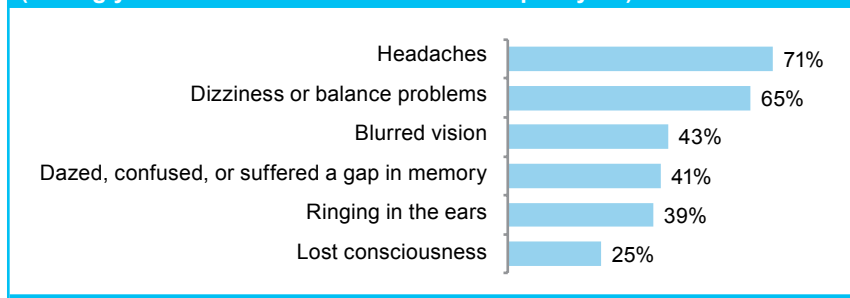 Headaches 71%
Dizziness or balance problems 65%
Blurred vision 43%
Dazed, confused, or suffered a gap in memory 41%
Ringing in the ears 39%
Lost consciousness 25%